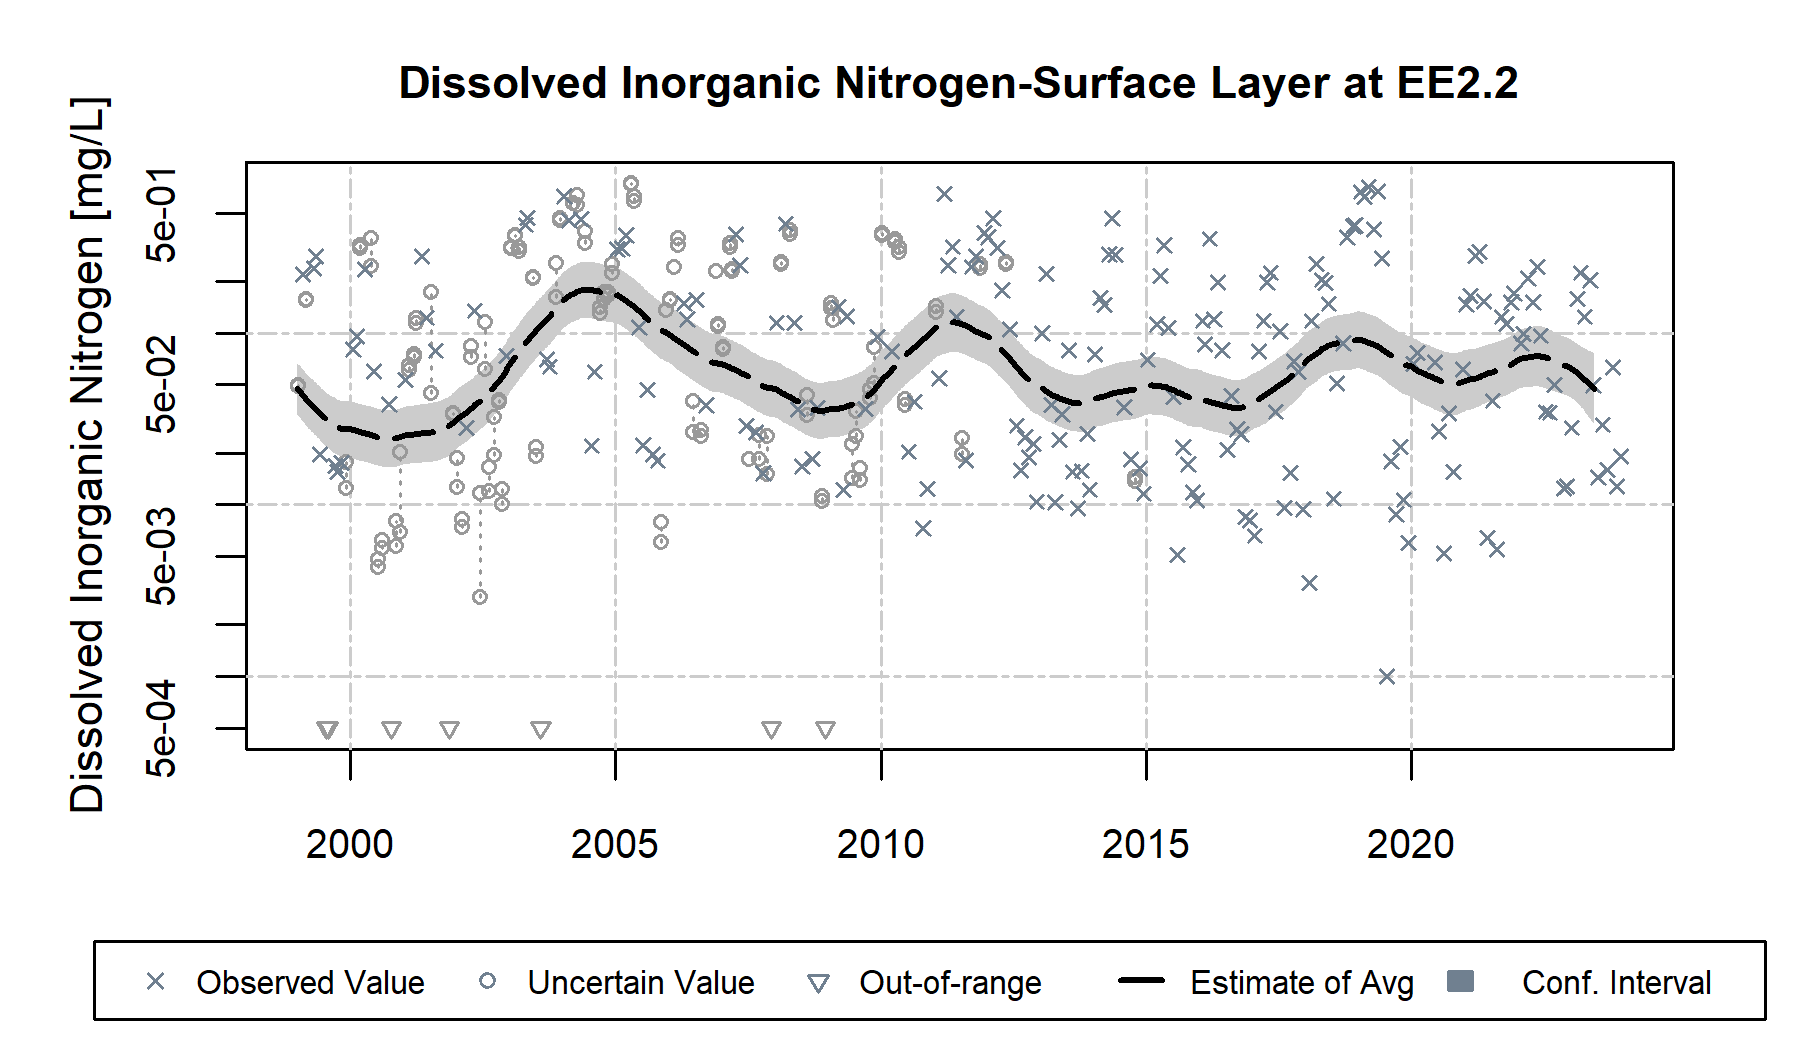 Dissolved Inorganic Nitrogen-Surface Layer at EE2.2
Dissolved Inorganic Nitrogen [mg/L]
5e-01
5e-02
5e-03
5e-04
2000 2005 2010 2015 2020
Observed Value Uncertain Value Out-of-range Estimate of Avg Conf. Interval